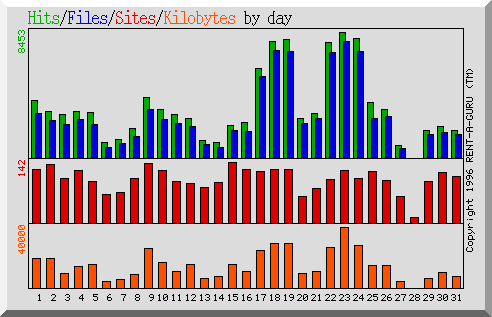 Hits/Files/Sites/Kilobytes by day
8453
142
40000
1 2 3 4 5 6 7 8 9 10 11 12 13 14 15 16 17 18 19 20 21 22 23 24 25 26 27 28 29 30 31
Copyright 1996 RENT-A-GURU (TM)